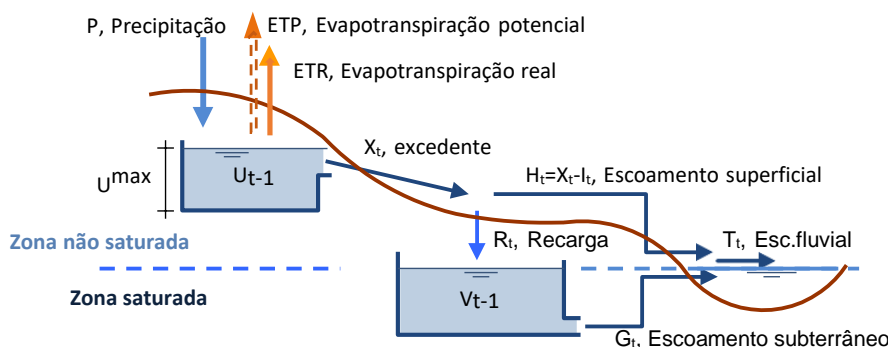 P, Precipitação
ETP, Evapotranspiração potencial
ETR, Evapotranspiração real
Xₜ, excedente
Umax
Ut-1
Hₜ=Xₜ-Iₜ, Escoamento superficial
Zona não saturada
Rₜ, Recarga
Tₜ, Esc.fluvial
Zona saturada
Vt-1
Gₜ, Escoamento subterrâneo